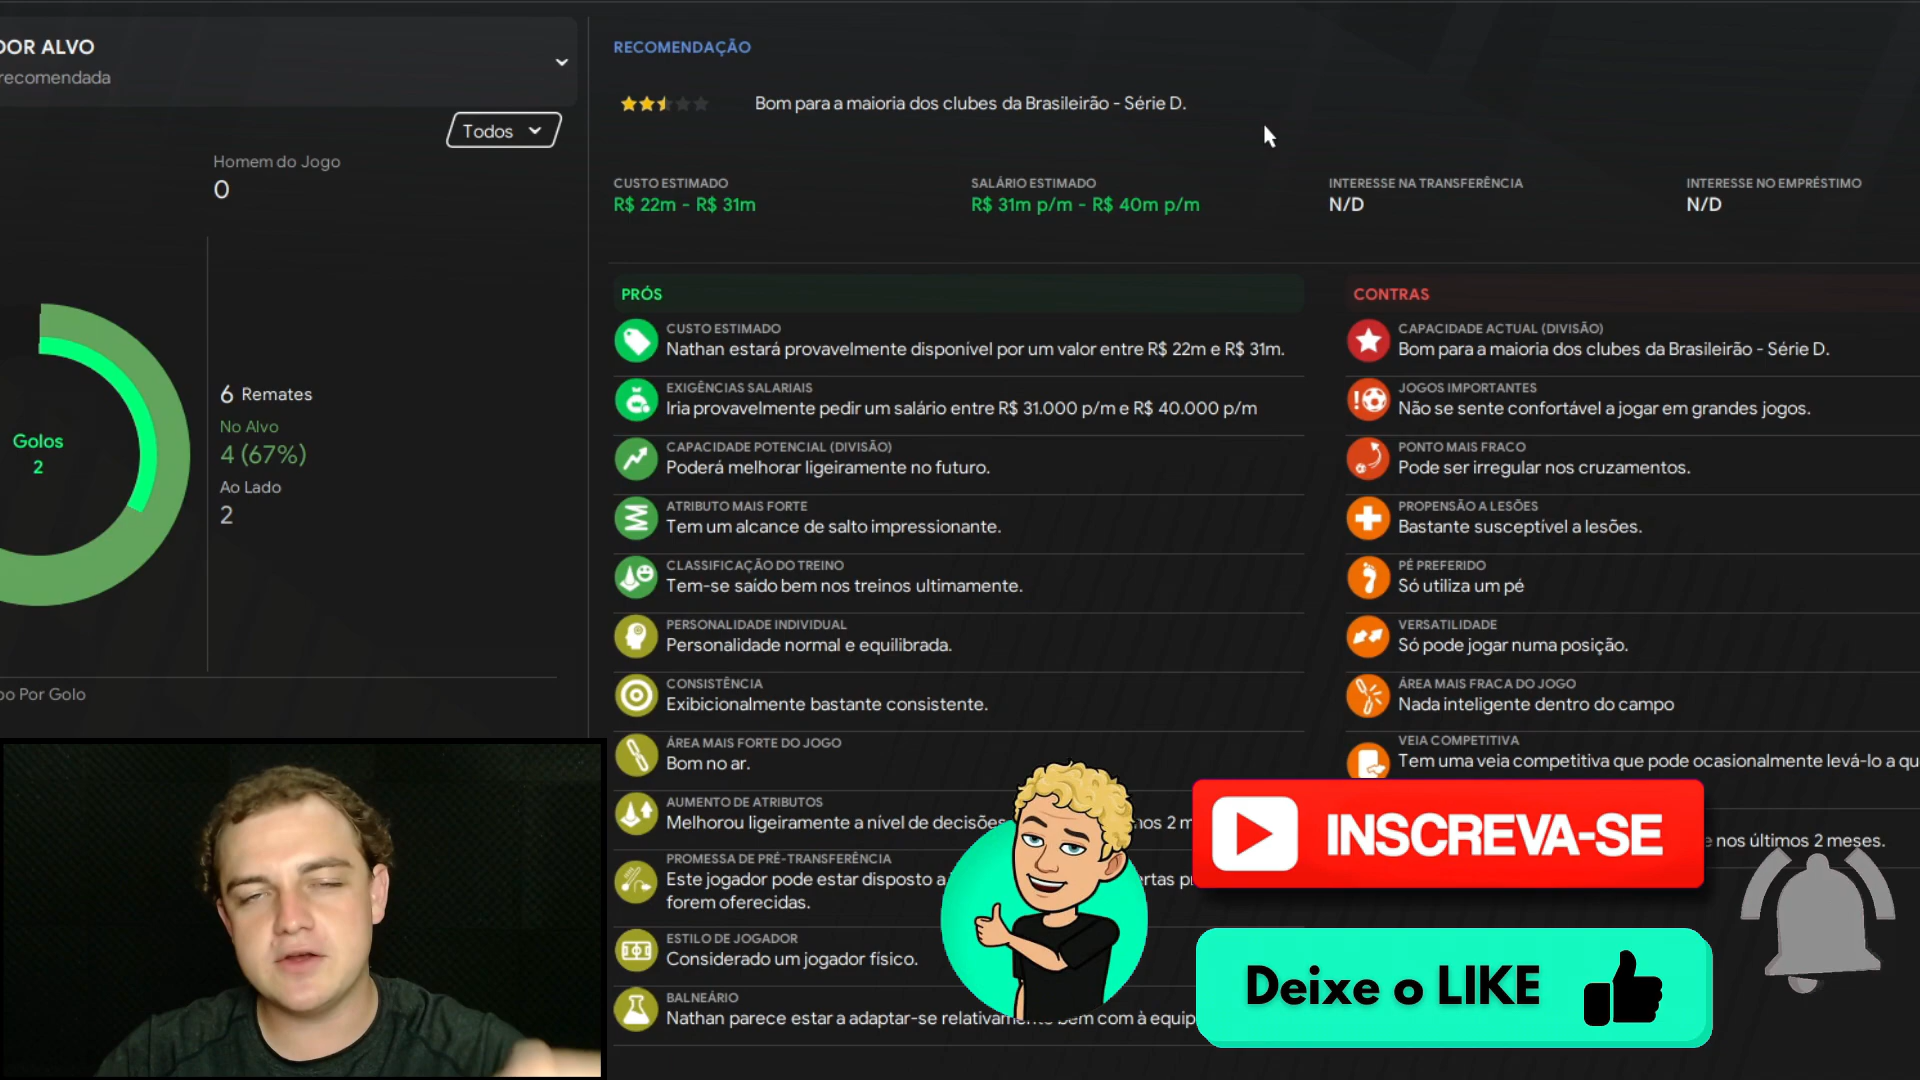 DOR ALVO
recomendada
Todos
Homem do Jogo
0
Golos
2
6 Remates
No Alvo
4 (67%)
Ao Lado
2
po Por Golo
RECOMENDAÇÃO
Bom para a maioria dos clubes da Brasileirão - Série D.
CUSTO ESTIMADO
R$ 22m - R$ 31m
SALÁRIO ESTIMADO
R$ 31m p/m - R$ 40m p/m
INTERESSE NA TRANSFERÊNCIA
N/D
INTERESSE NO EMPRÉSTIMO
N/D
PRÓS
CUSTO ESTIMADO
Nathan estará provavelmente disponível por um valor entre R$ 22m e R$ 31m.
EXIGÊNCIAS SALARIAIS
Iria provavelmente pedir um salário entre R$ 31.000 p/m e R$ 40.000 p/m
CAPACIDADE POTENCIAL (DIVISÃO)
Poderá melhorar ligeiramente no futuro.
ATRIBUTO MAIS FORTE
Tem um alcance de salto impressionante.
CLASSIFICAÇÃO DO TREINO
Tem-se saído bem nos treinos ultimamente.
PERSONALIDADE INDIVIDUAL
Personalidade normal e equilibrada.
CONSISTÊNCIA
Exibicionalmente bastante consistente.
ÁREA MAIS FORTE DO JOGO
Bom no ar.
AUMENTO DE ATRIBUTOS
Melhorou ligeiramente a nível de decisões nos 2 m
PROMESSA DE PRÉ-TRANSFERÊNCIA
Este jogador pode estar disposto a ertas p
forem oferecidas.
ESTILO DE JOGADOR
Considerado um jogador físico.
BALNEÁRIO
Nathan parece estar a adaptar-se relativamente bem com à equip
CONTRAS
CAPACIDADE ACTUAL (DIVISÃO)
Bom para a maioria dos clubes da Brasileirão - Série D.
JOGOS IMPORTANTES
Não se sente confortável a jogar em grandes jogos.
PONTO MAIS FRACO
Pode ser irregular nos cruzamentos.
PROPENSÃO A LESÕES
Bastante susceptível a lesões.
PÉ PREFERIDO
Só utiliza um pé
VERSATILIDADE
Só pode jogar numa posição.
ÁREA MAIS FRACA DO JOGO
Nada inteligente dentro do campo
VEIA COMPETITIVA
Tem uma veia competitiva que pode ocasionalmente levá-lo a qu
e nos últimos 2 meses.
INSCREVA-SE
Deixe o LIKE